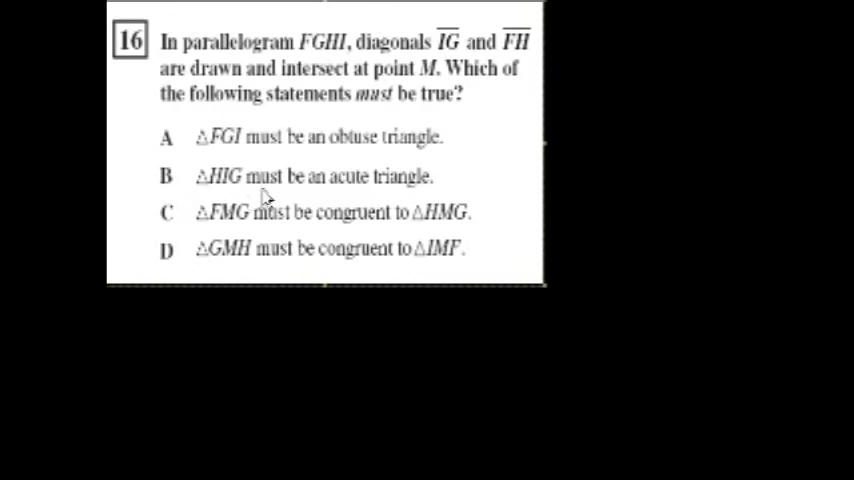 16 In parallelogram FGHI, diagonals IG and FH
are drawn and intersect at point M. Which of
the following statements must be true?
A △FGI must be an obtuse triangle.
B △HIG must be an acute triangle.
C △FMG must be congruent to △HMG.
D △GMH must be congruent to △IMF.